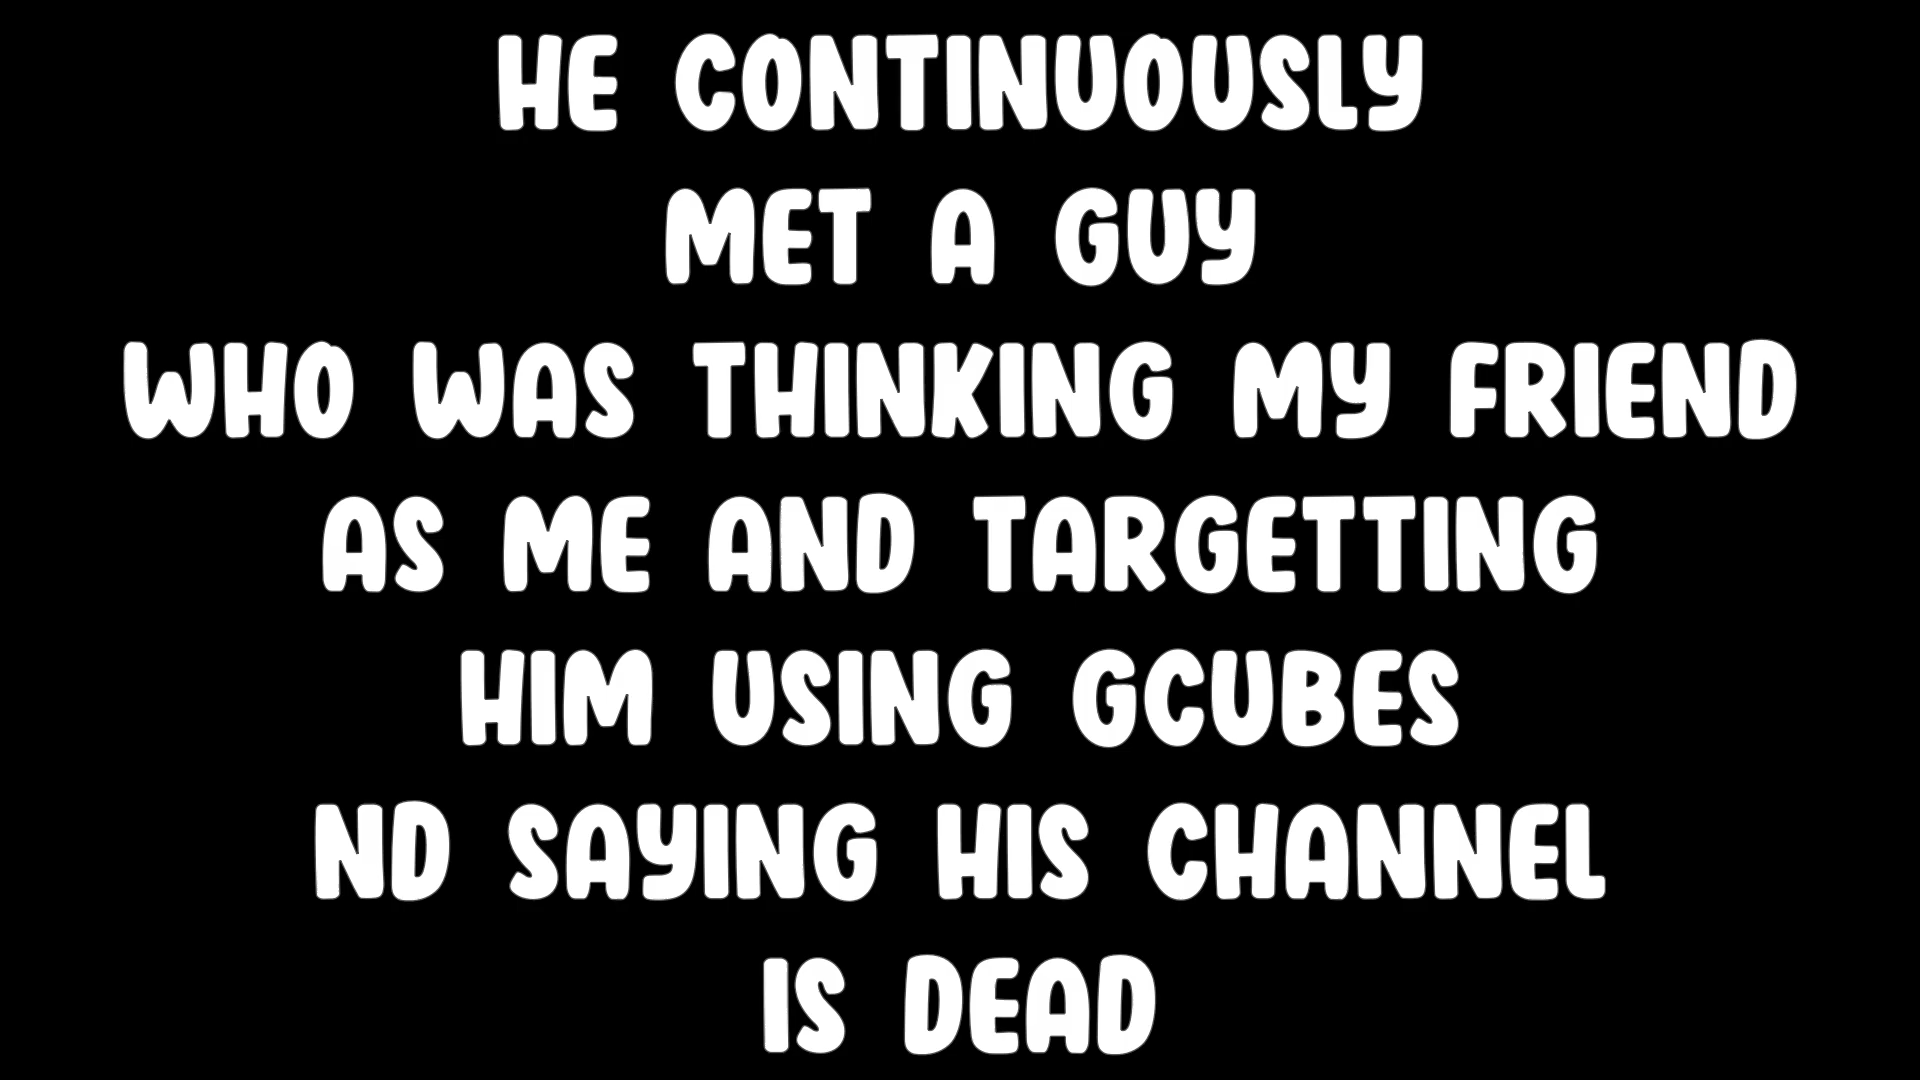 HE CONTINUOUSLY
MET A GUY
WHO WAS THINKING MY FRIEND
AS ME AND TARGETTING
HIM USING GCUBES
ND SAYING HIS CHANNEL
IS DEAD